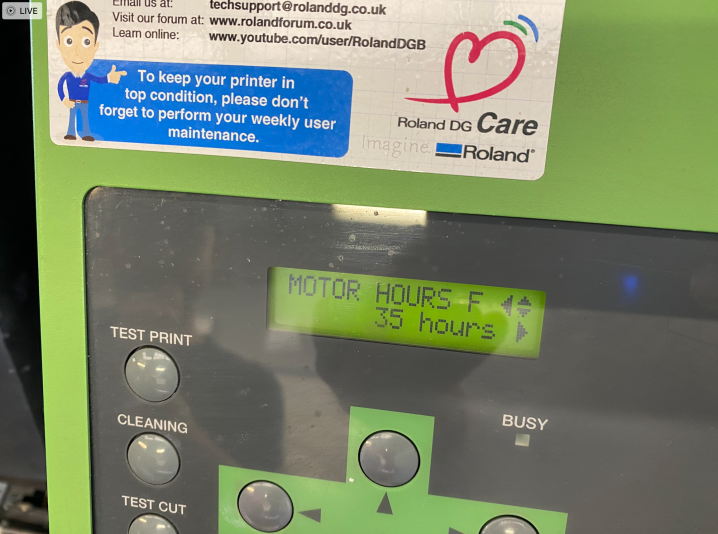 LIVE
Email us at: techsupport@rolanddg.co.uk
Visit our forum at: www.rolandforum.co.uk
Learn online: www.youtube.com/user/RolandDGB
To keep your printer in
top condition, please don't
forget to perform your weekly user
maintenance.
Roland DG Care
Imagine.
Roland®
MOTOR HOURS F
35 hours
TEST PRINT
CLEANING
BUSY
TEST CUT